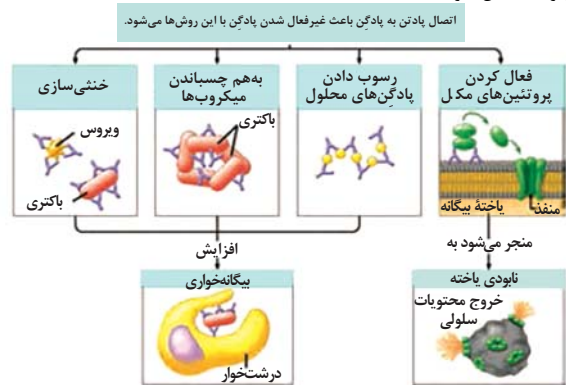 اتصال پادتن به پادگِن باعث غیرفعال شدن پادگِن با این روش‌ها می‌شود.
خنثی‌سازی
به‌هم چسباندن
میکروب‌ها
رسوب دادن
پادگِن‌های محلول
فعال کردن
پروتئین‌های مکمل
ویروس
باکتری
باکتری
یاختهٔ بیگانه
منفذ
افزایش
منجر می‌شود به
بیگانه‌خواری
درشت‌خوار
نابودی یاخته
خروج محتویات
سلولی